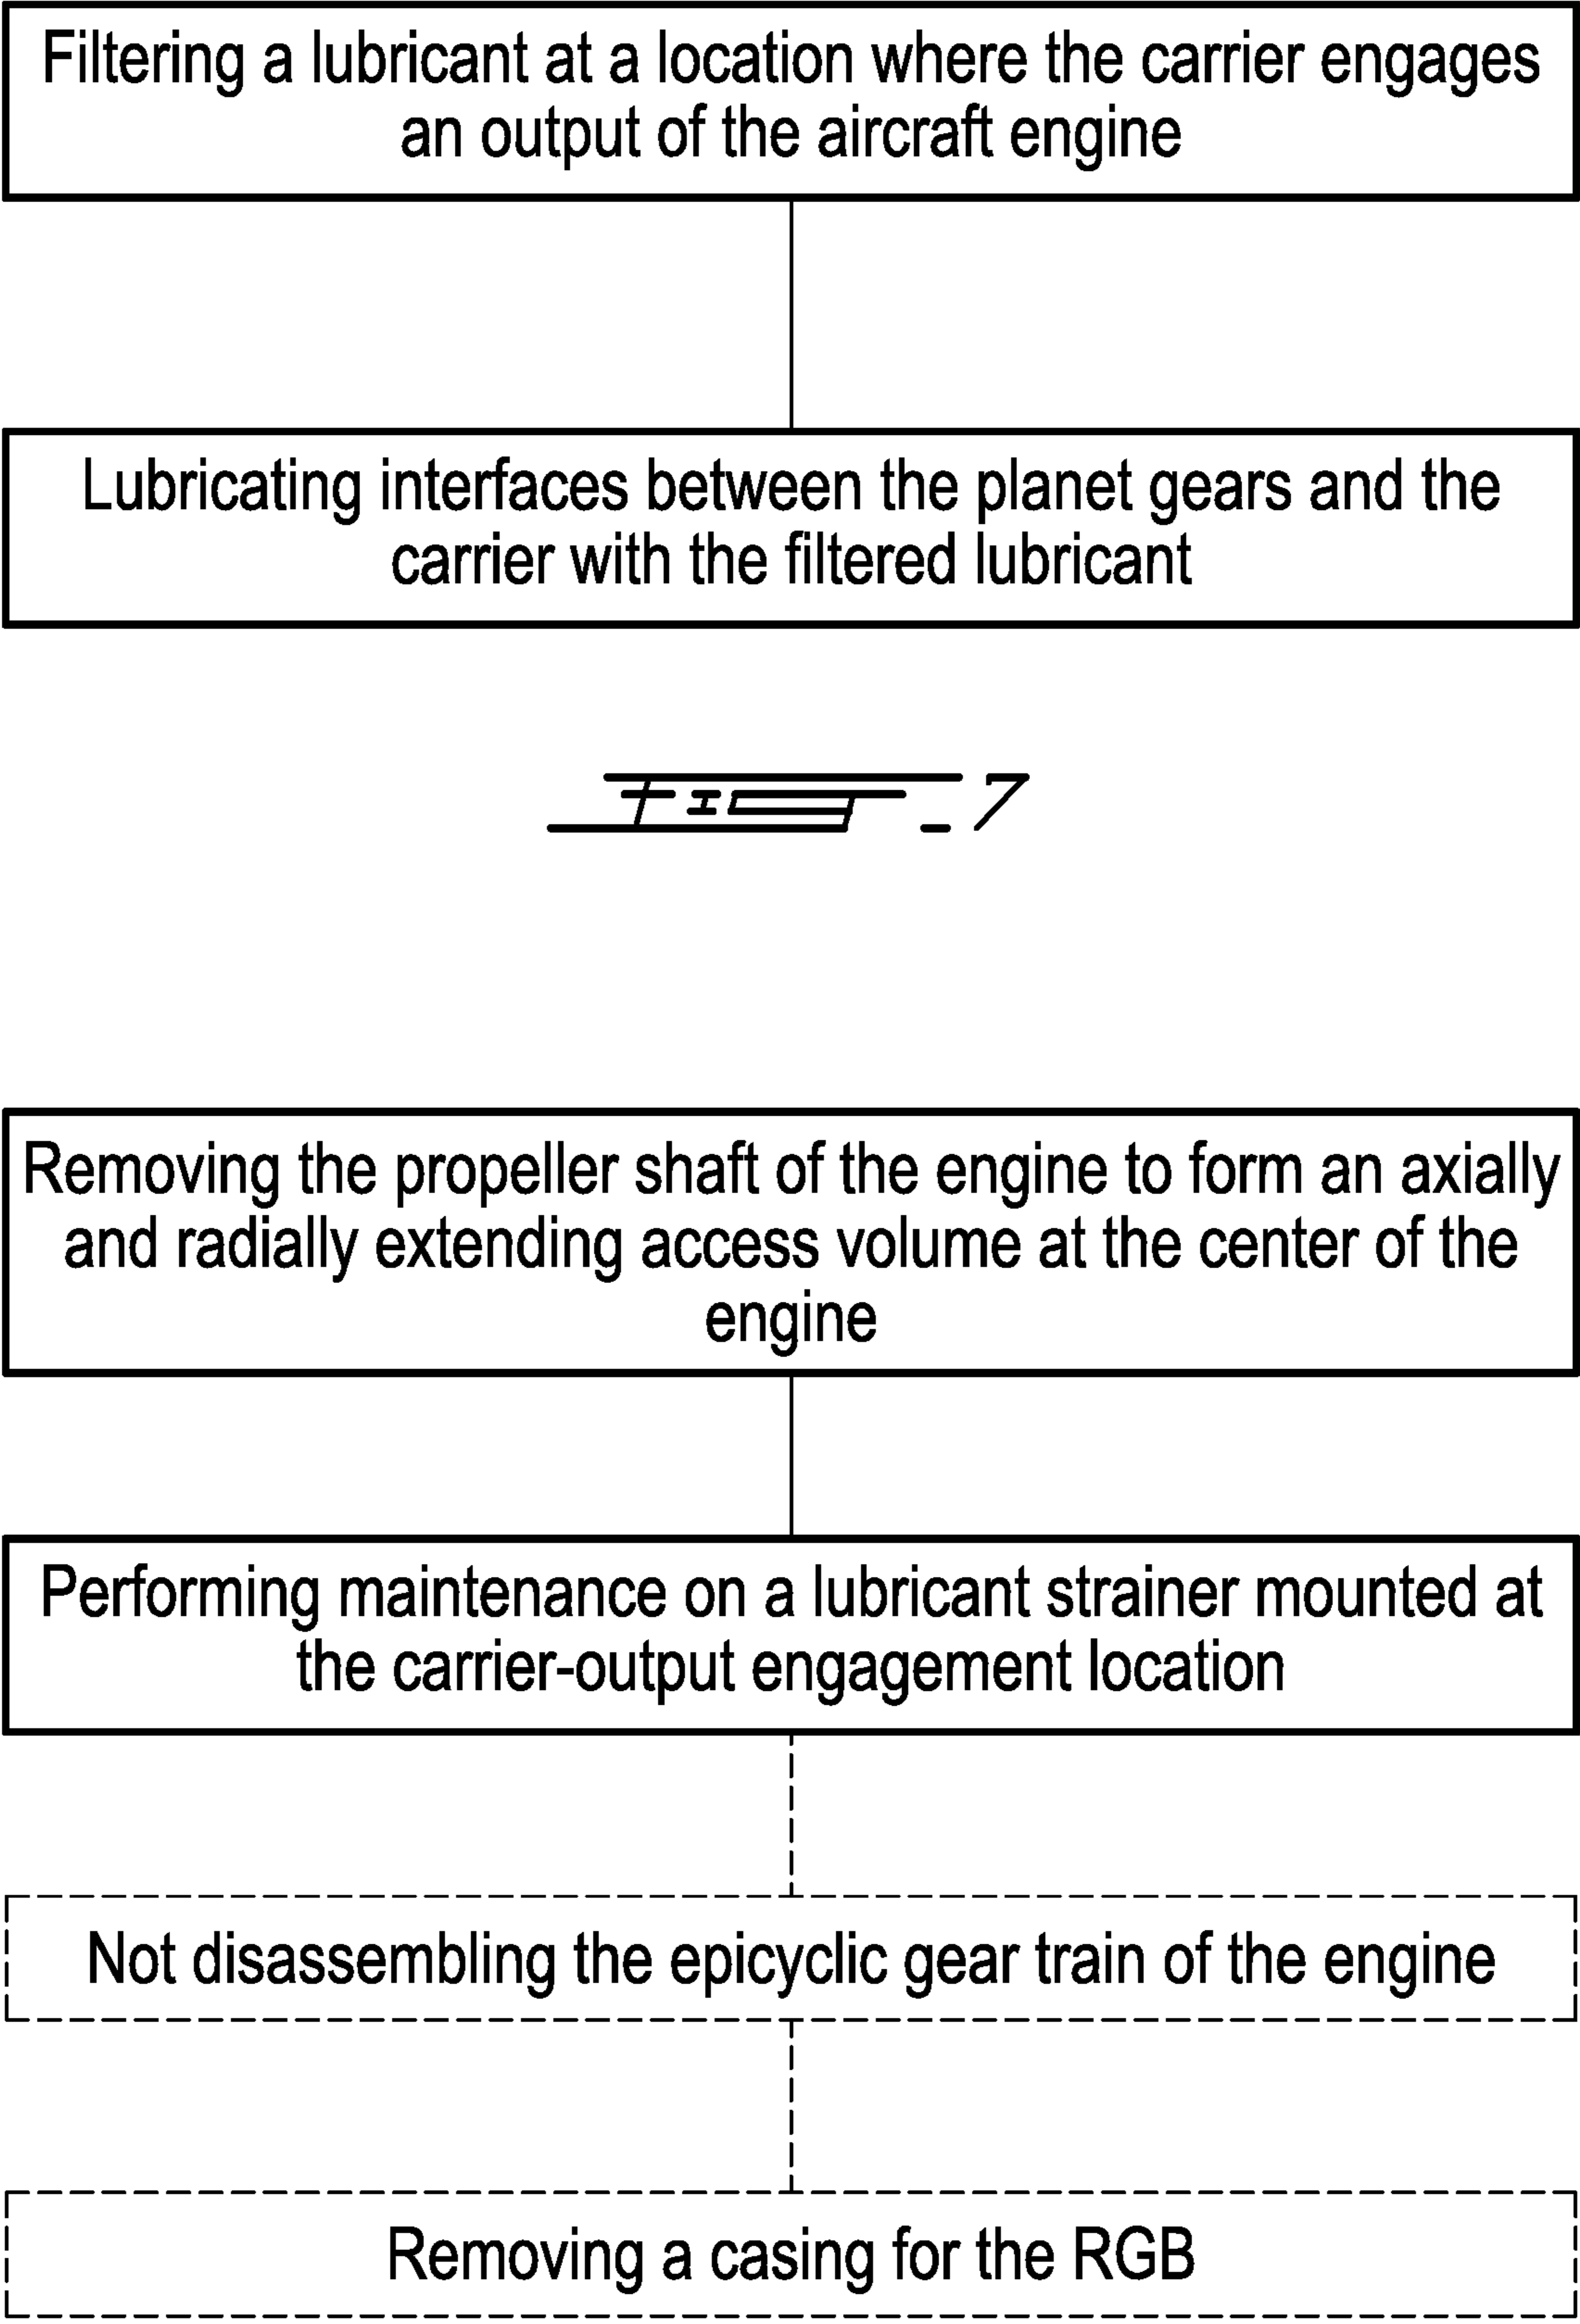 Filtering a lubricant at a location where the carrier engages
an output of the aircraft engine
Lubricating interfaces between the planet gears and the
carrier with the filtered lubricant
FIG_7
Removing the propeller shaft of the engine to form an axially
and radially extending access volume at the center of the
engine
Performing maintenance on a lubricant strainer mounted at
the carrier-output engagement location
Not disassembling the epicyclic gear train of the engine
Removing a casing for the RGB